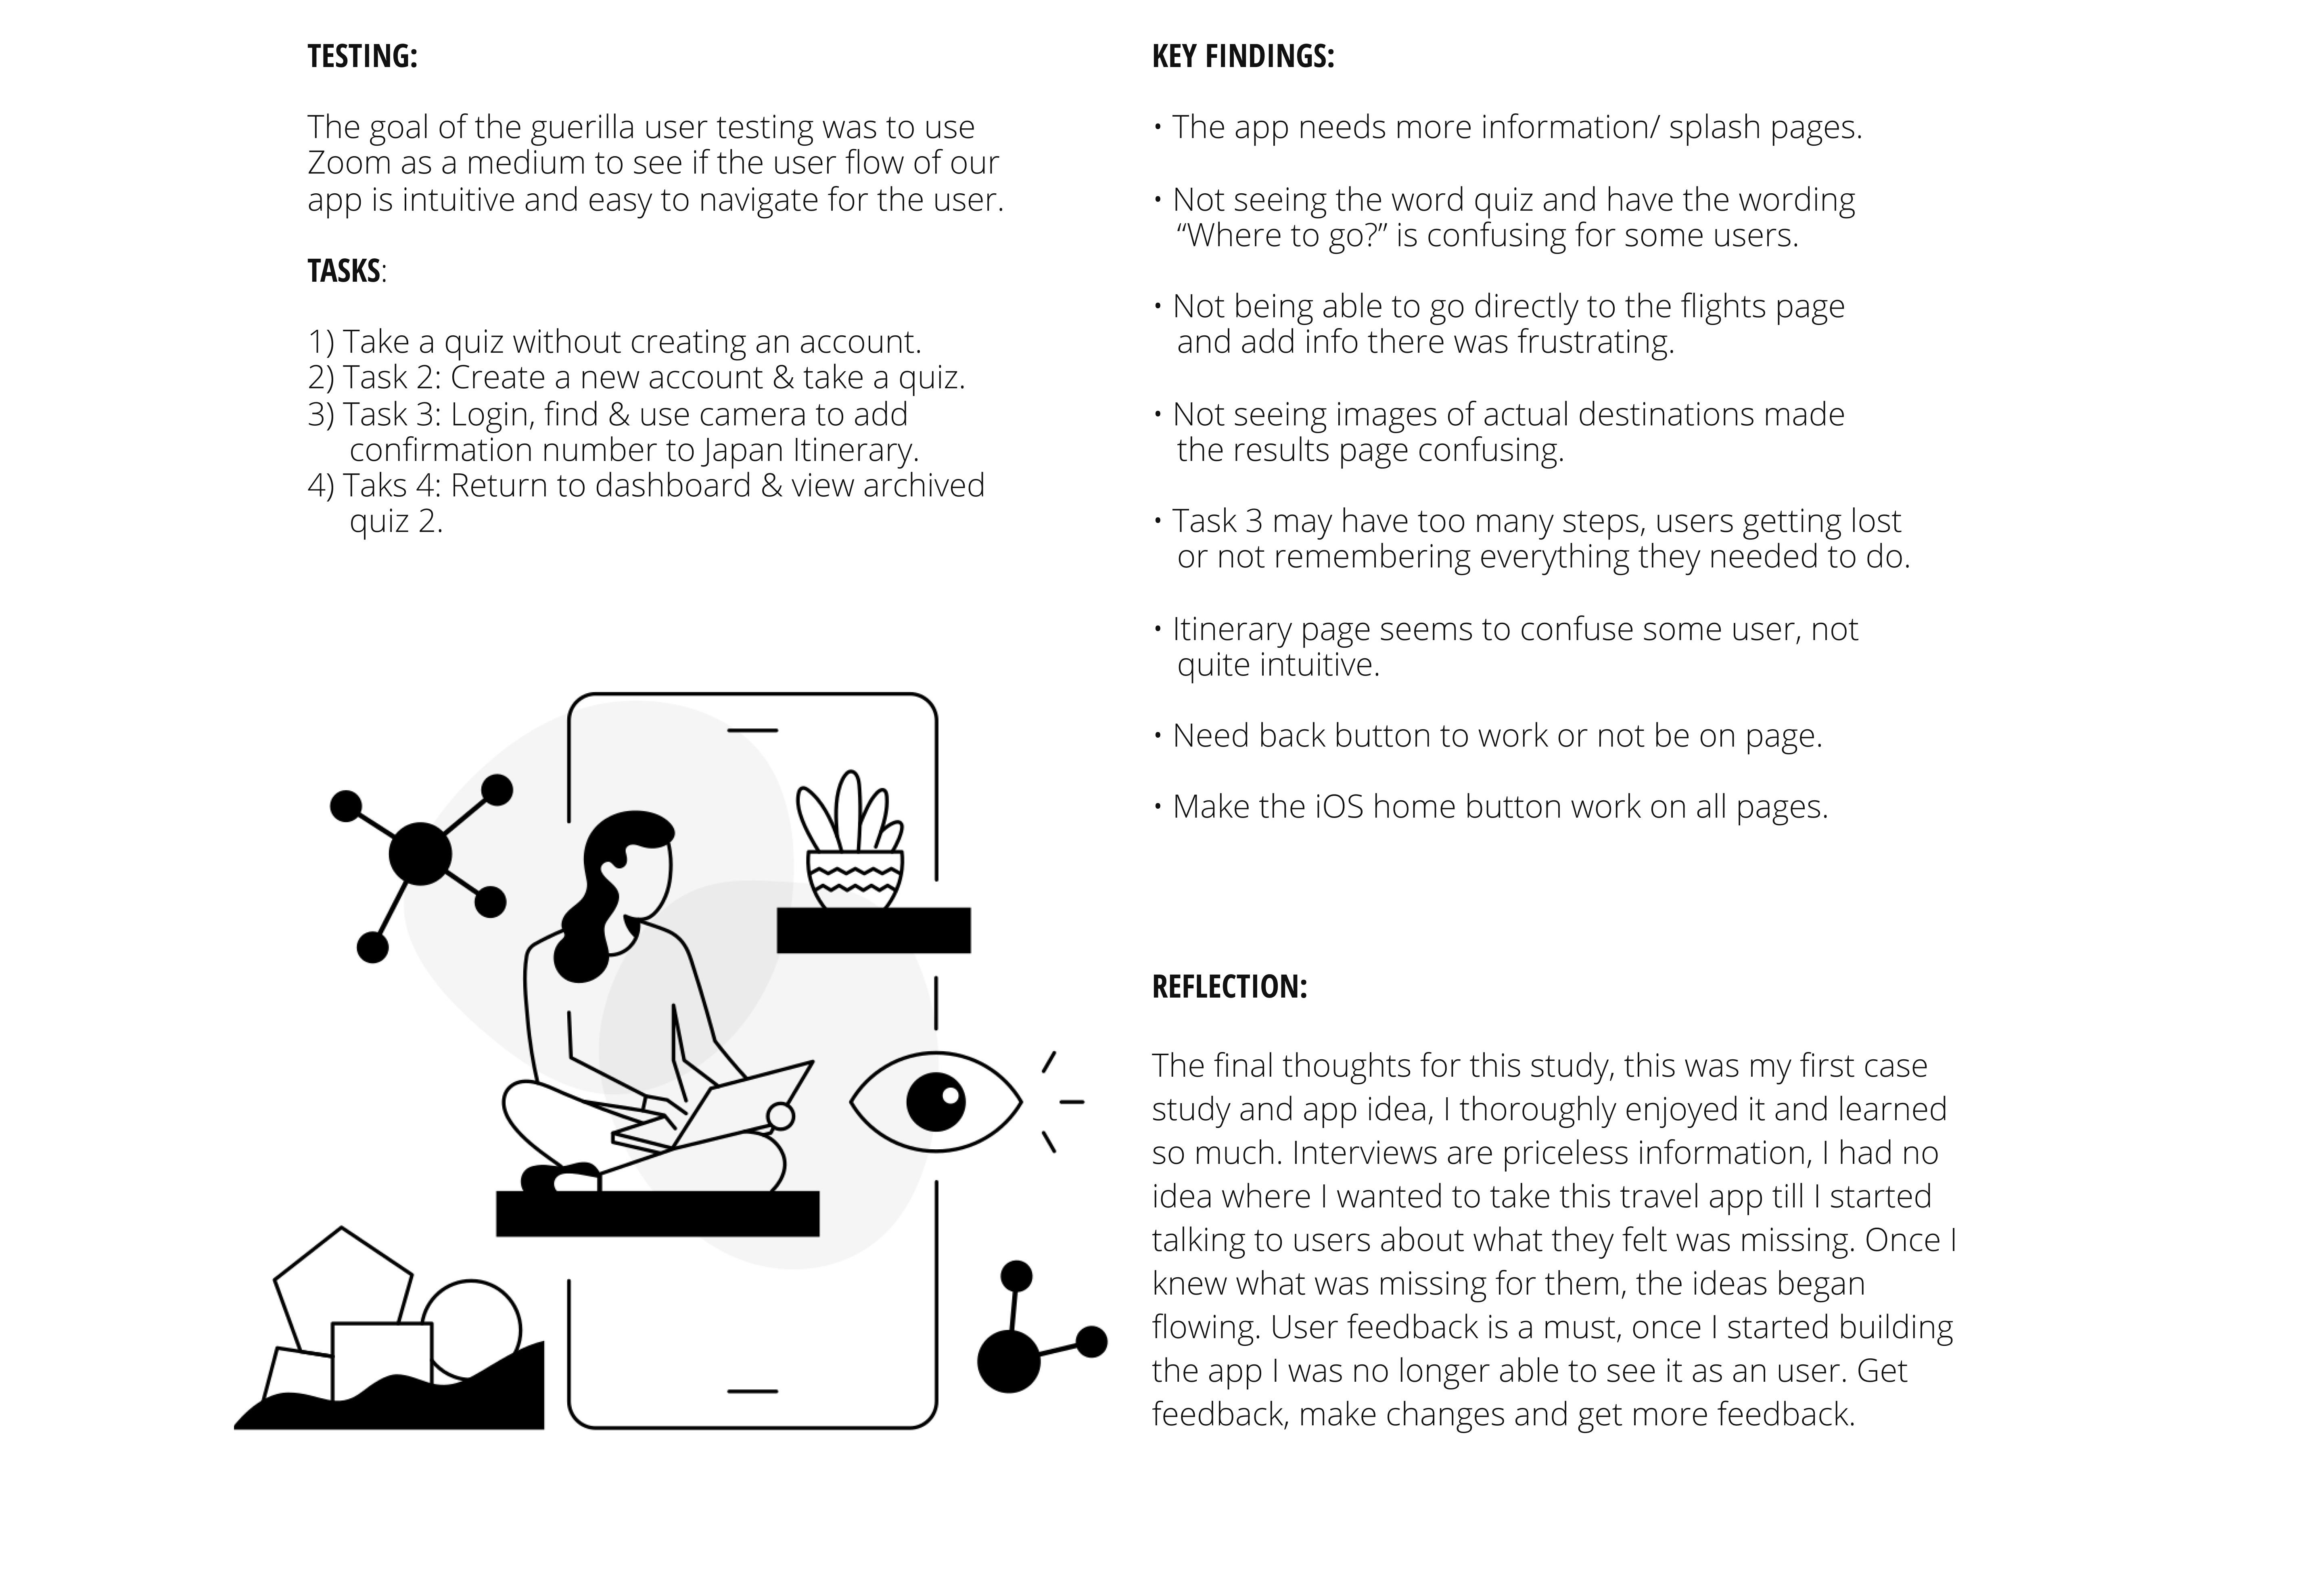 TESTING:
The goal of the guerilla user testing was to use
Zoom as a medium to see if the user flow of our
app is intuitive and easy to navigate for the user.
TASKS:
1) Take a quiz without creating an account.
2) Task 2: Create a new account & take a quiz.
3) Task 3: Login, find & use camera to add
confirmation number to Japan Itinerary.
4) Taks 4: Return to dashboard & view archived
quiz 2.
KEY FINDINGS:
• The app needs more information/ splash pages.
• Not seeing the word quiz and have the wording
“Where to go?” is confusing for some users.
• Not being able to go directly to the flights page
and add info there was frustrating.
• Not seeing images of actual destinations made
the results page confusing.
• Task 3 may have too many steps, users getting lost
or not remembering everything they needed to do.
• Itinerary page seems to confuse some user, not
quite intuitive.
• Need back button to work or not be on page.
• Make the iOS home button work on all pages.
REFLECTION:
The final thoughts for this study, this was my first case
study and app idea, I thoroughly enjoyed it and learned
so much. Interviews are priceless information, I had no
idea where I wanted to take this travel app till I started
talking to users about what they felt was missing. Once I
knew what was missing for them, the ideas began
flowing. User feedback is a must, once I started building
the app I was no longer able to see it as an user. Get
feedback, make changes and get more feedback.